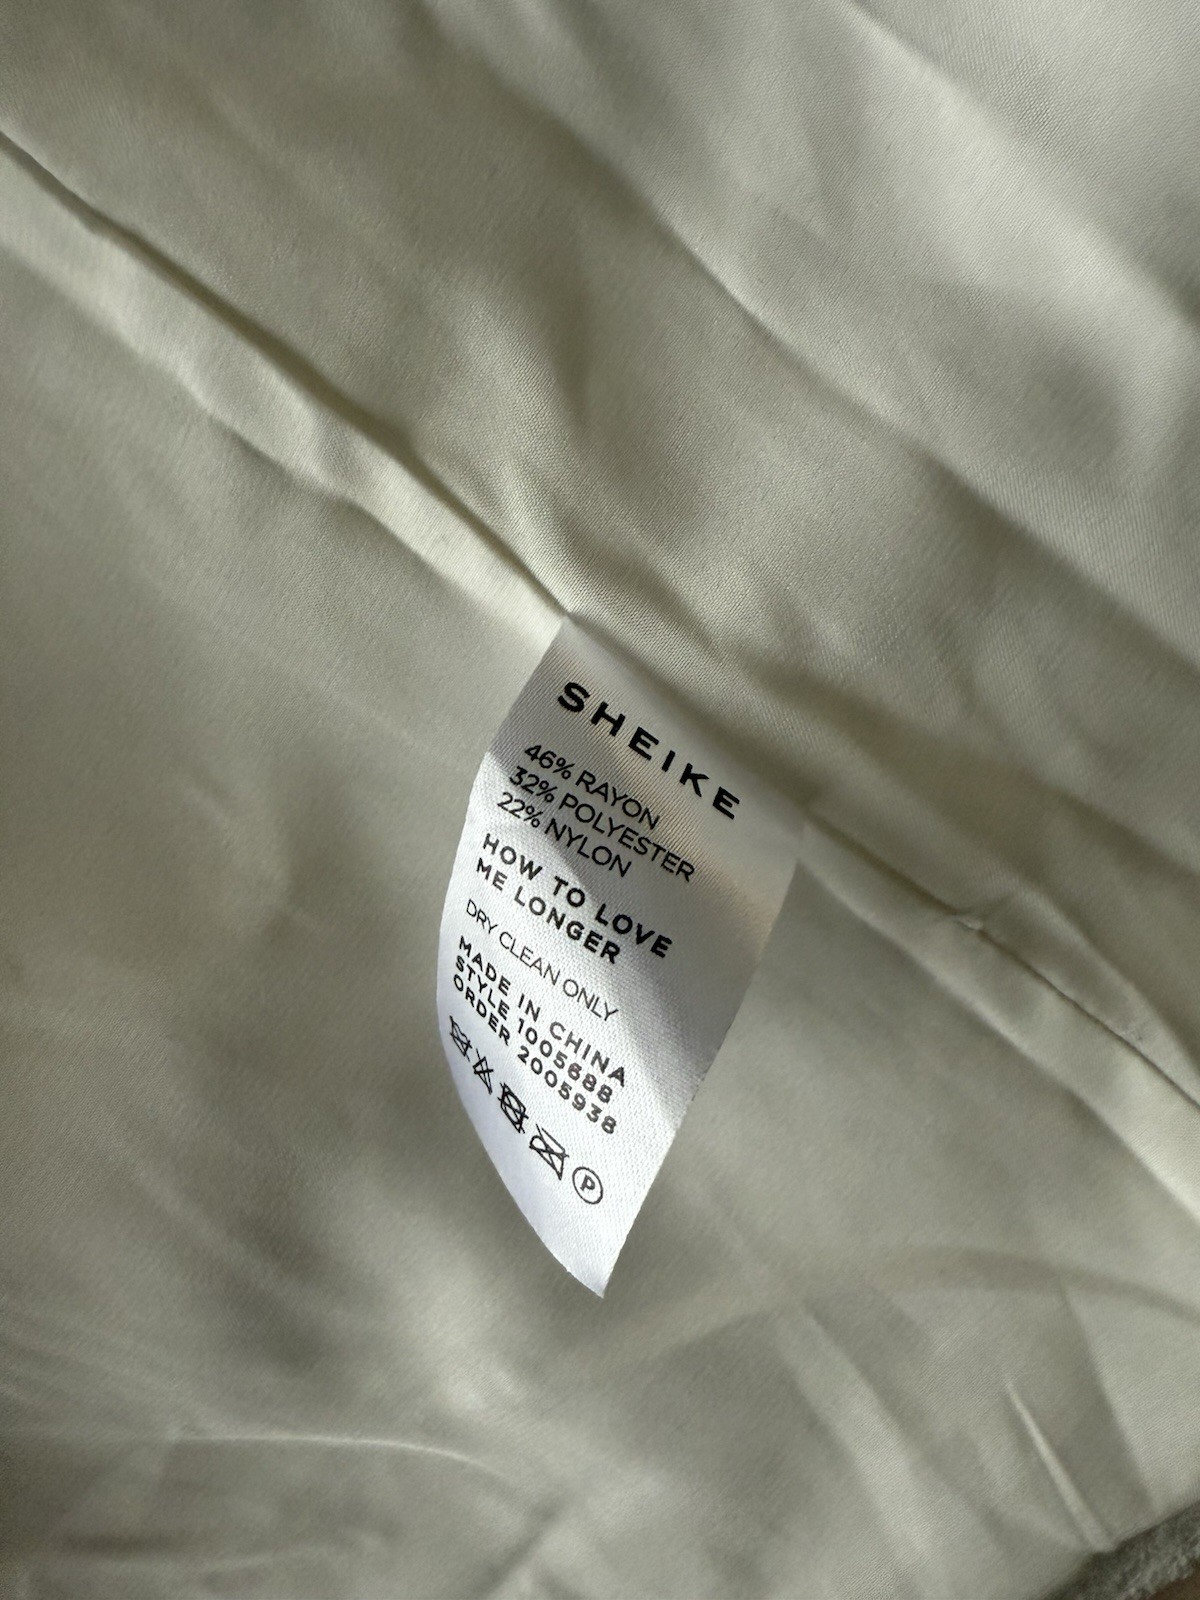 SHEIKE
46% RAYON
32% POLYESTER
22% NYLON
HOW TO LOVE
ME LONGER
DRY CLEAN ONLY
MADE IN CHINA
STYLE 1005688
ORDER 2005938
P